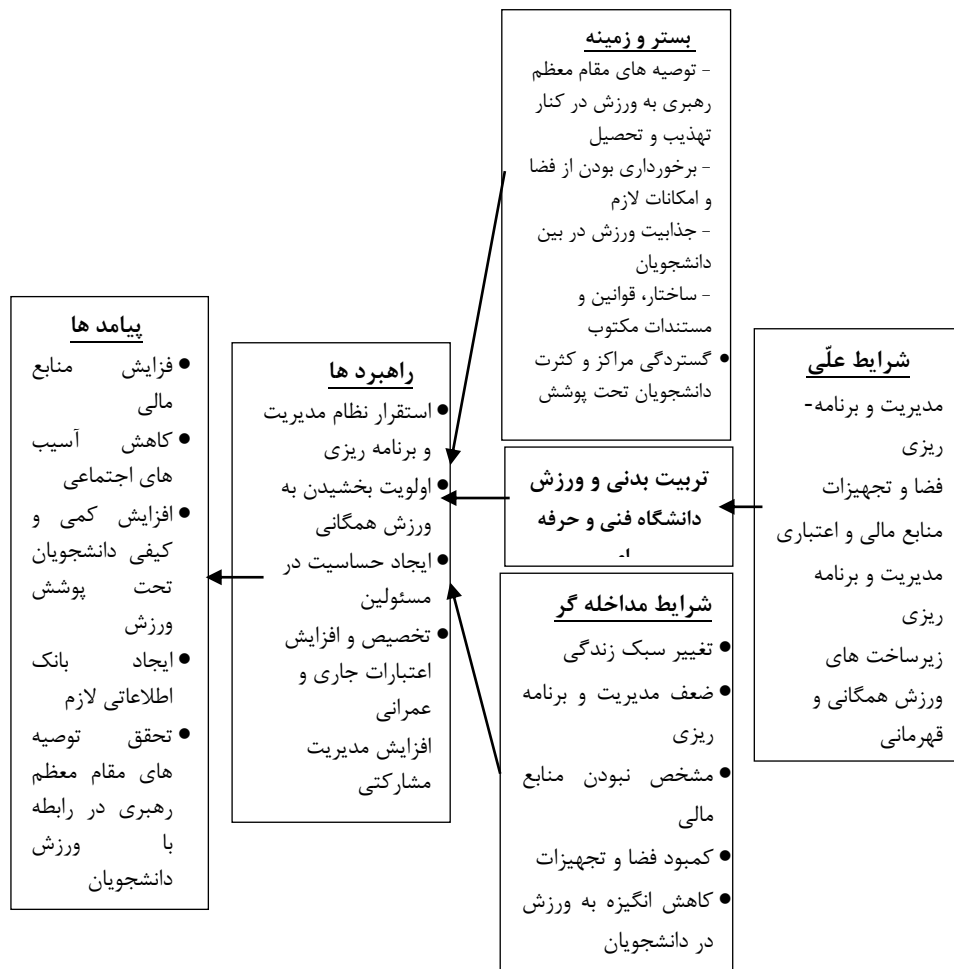 شرایط علّی
مدیریت و برنامه-
ریزی
فضا و تجهیزات
منابع مالی و اعتباری
مدیریت و برنامه
ریزی
زیرساخت های
ورزش همگانی و
قهرمانی
بستر و زمینه
- توصیه های مقام معظم
رهبری به ورزش در کنار
تهذیب و تحصیل
- برخورداری بودن از فضا
و امکانات لازم
- جذابیت ورزش در بین
دانشجویان
- ساختار، قوانین و
مستندات مکتوب
• گستردگی مراکز و کثرت
دانشجویان تحت پوشش
تربیت بدنی و ورزش
دانشگاه فنی و حرفه
شرایط مداخله گر
• تغییر سبک زندگی
• ضعف مدیریت و برنامه
ریزی
• مشخص نبودن منابع
مالی
• کمبود فضا و تجهیزات
• کاهش انگیزه به ورزش
در دانشجویان
راهبرد ها
• استقرار نظام مدیریت
و برنامه ریزی
• اولویت بخشیدن به
ورزش همگانی
• ایجاد حساسیت در
مسئولین
• تخصیص و افزایش
اعتبارات جاری و
عمرانی
افزایش مدیریت
مشارکتی
پیامد ها
• فزایش منابع
مالی
• کاهش آسیب
های اجتماعی
• افزایش کمی و
کیفی دانشجویان
تحت پوشش
ورزش
• ایجاد بانک
اطلاعاتی لازم
• تحقق توصیه
های مقام معظم
رهبری در رابطه
با ورزش
دانشجویان